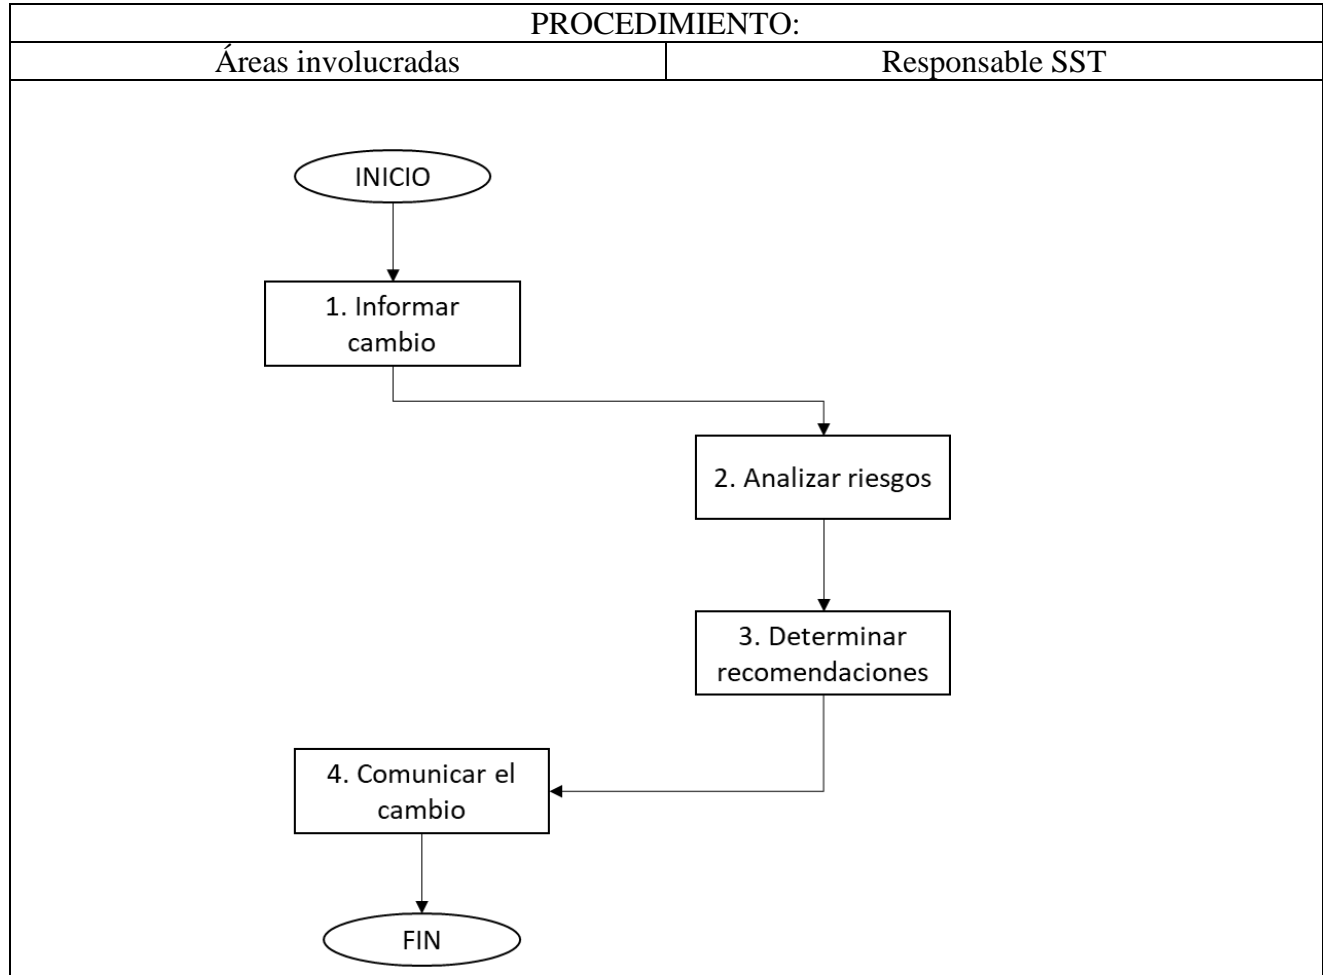 PROCEDIMIENTO:
Áreas involucradas
Responsable SST
INICIO
1. Informar
cambio
2. Analizar riesgos
3. Determinar
recomendaciones
4. Comunicar el
cambio
FIN